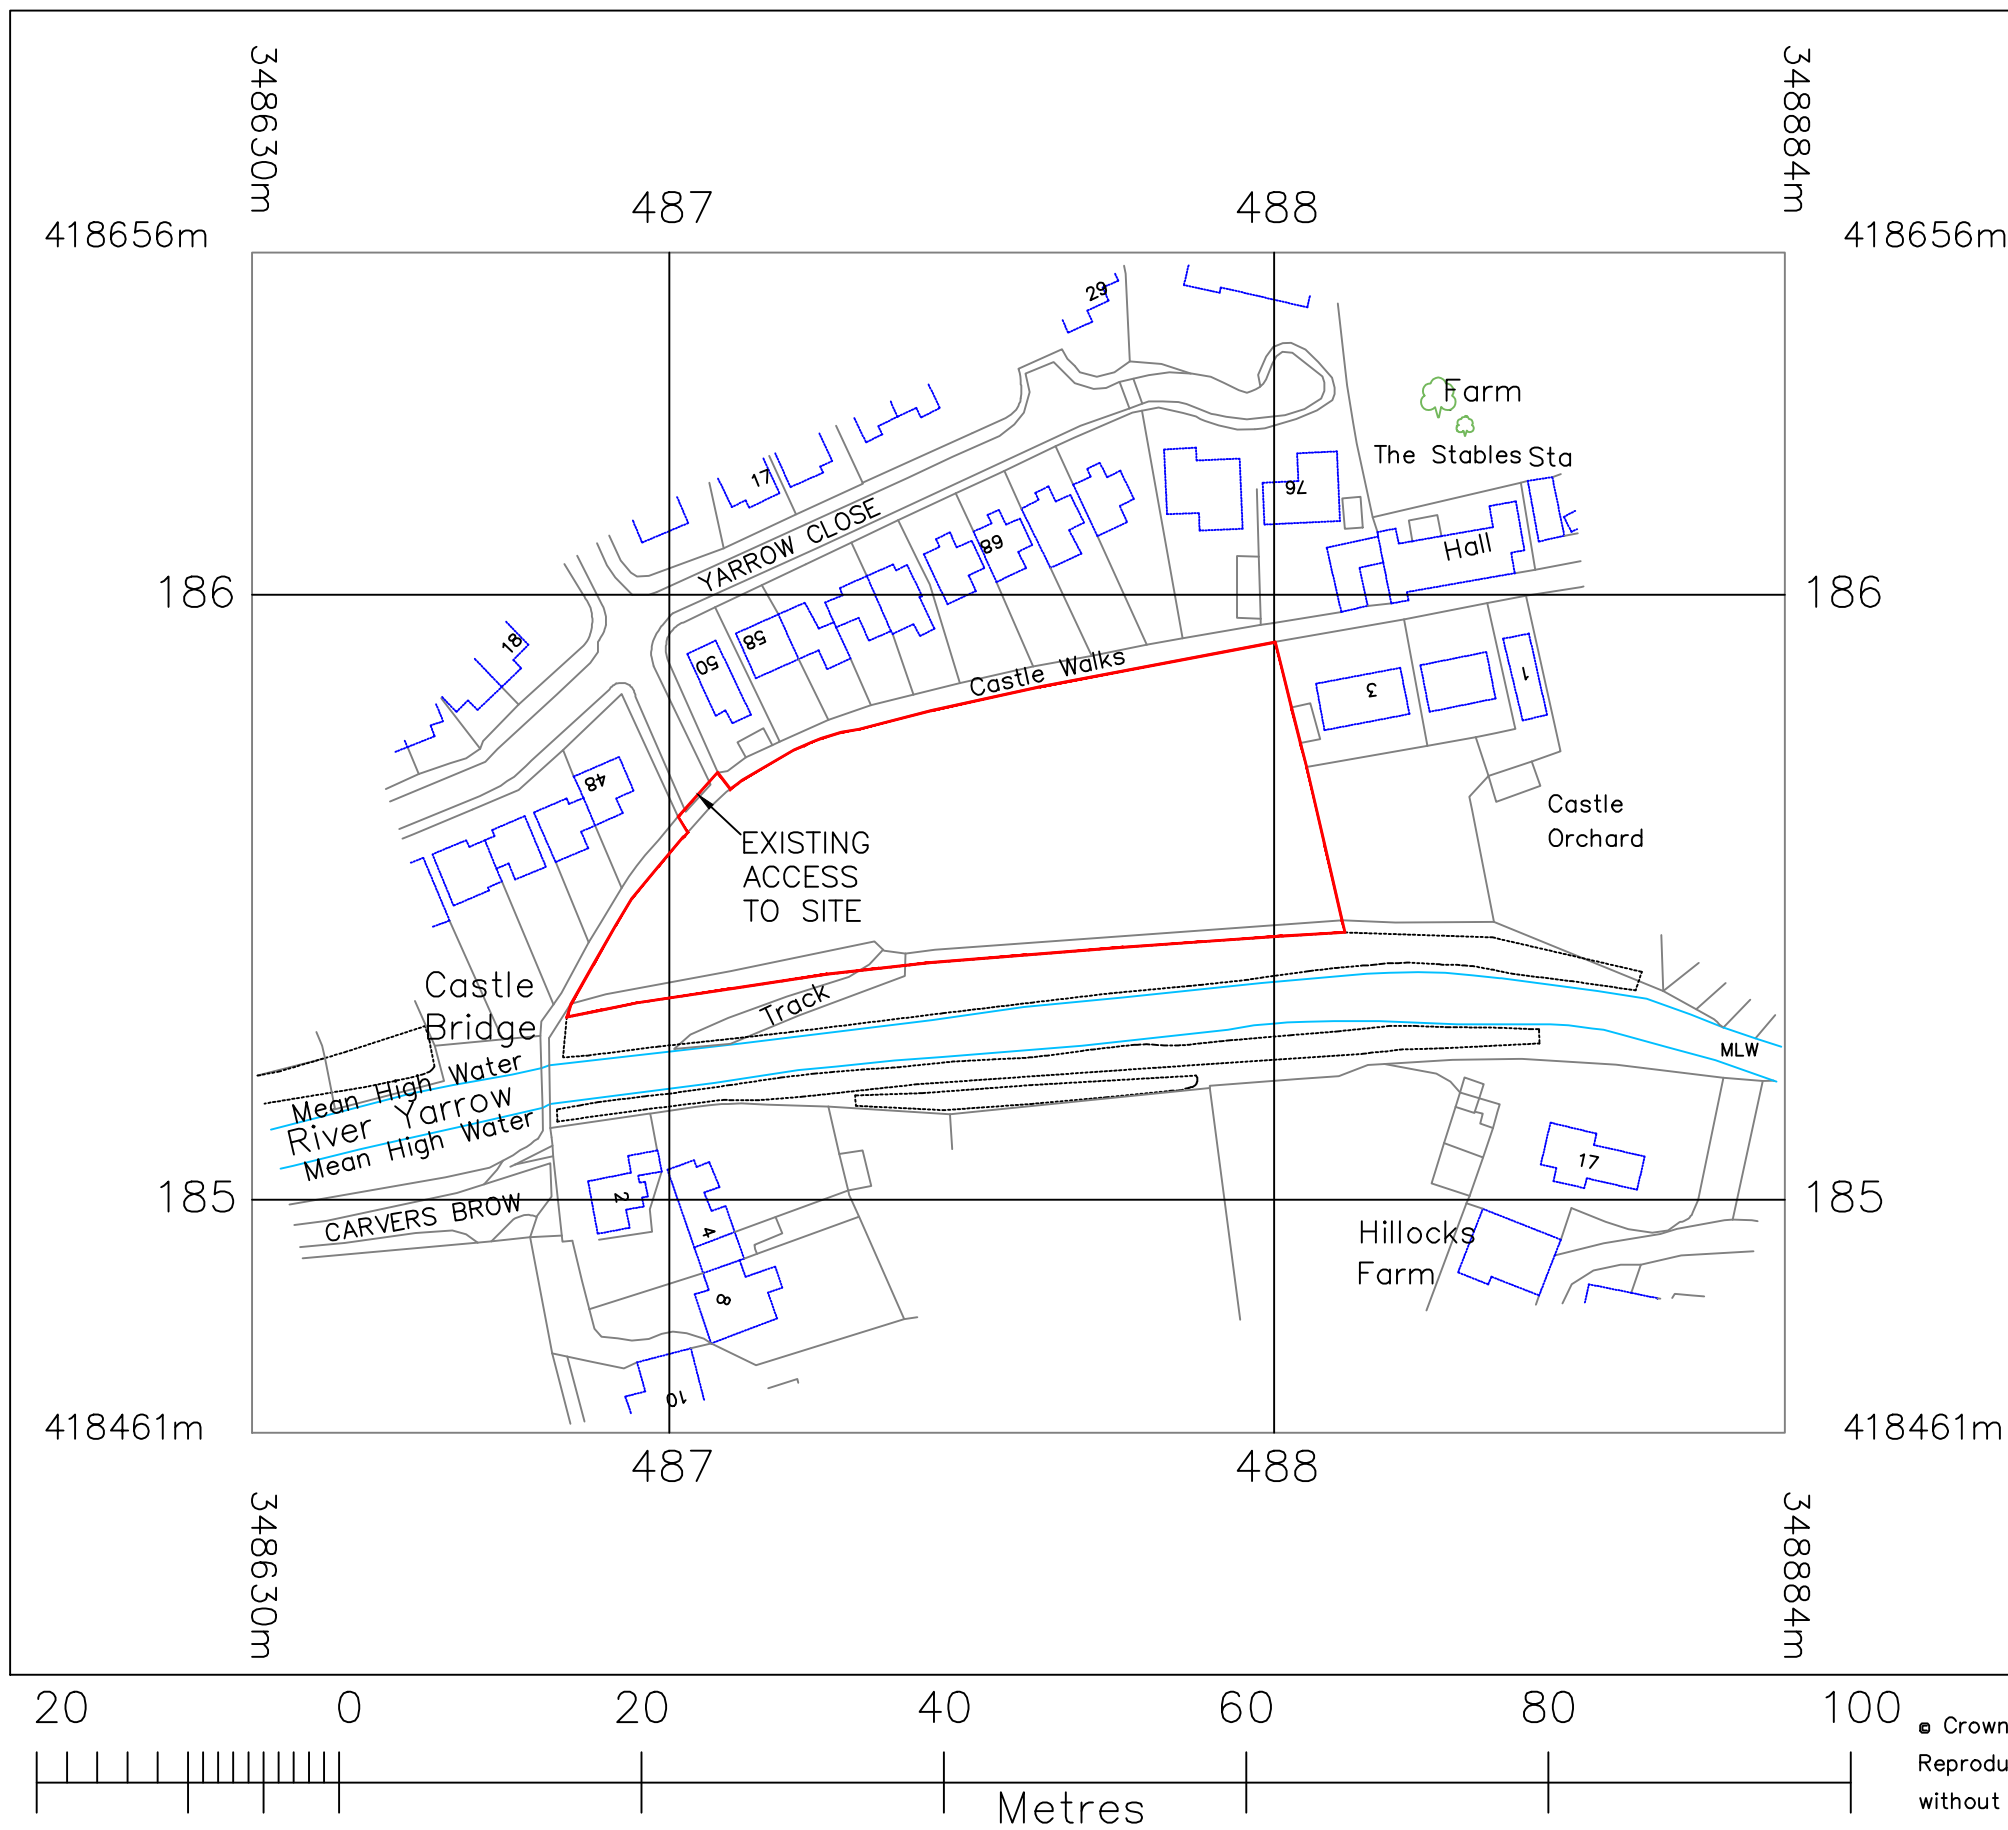 348630m
348884m
487
488
418656m
418656m
29
Farm
The Stables
Sta
17
YARROW CLOSE
76
68
Hall
186
186
18
58
50
Castle Walks
3
1
48
Castle
Orchard
EXISTING
ACCESS
TO SITE
Castle
Bridge
Track
Mean High Water
River Yarrow
Mean High Water
MLW
17
2
185
185
CARVERS BROW
4
Hillocks
Farm
8
10
418461m
418461m
487
488
348630m
348884m
20 0 20 40 60 80 100
Metres
© Crown
Reprodu
without